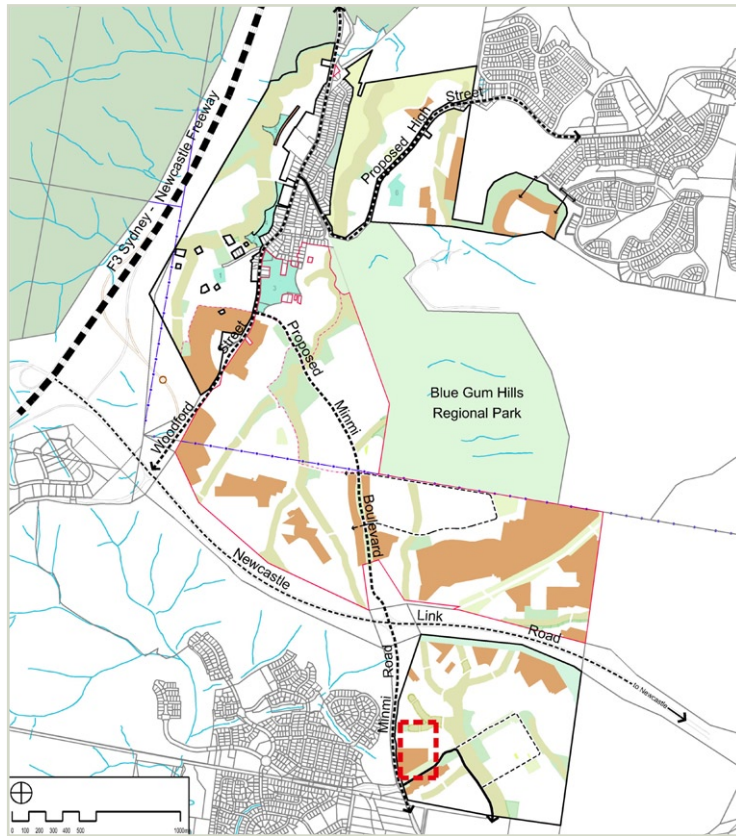 F3 Sydney - Newcastle Freeway
Proposed High Street
Woodford Street
Proposed Minmi Boulevard
Blue Gum Hills
Regional Park
Newcastle Link Road
to Newcastle
Minmi Road
0 100 200 300 400 500 1000m